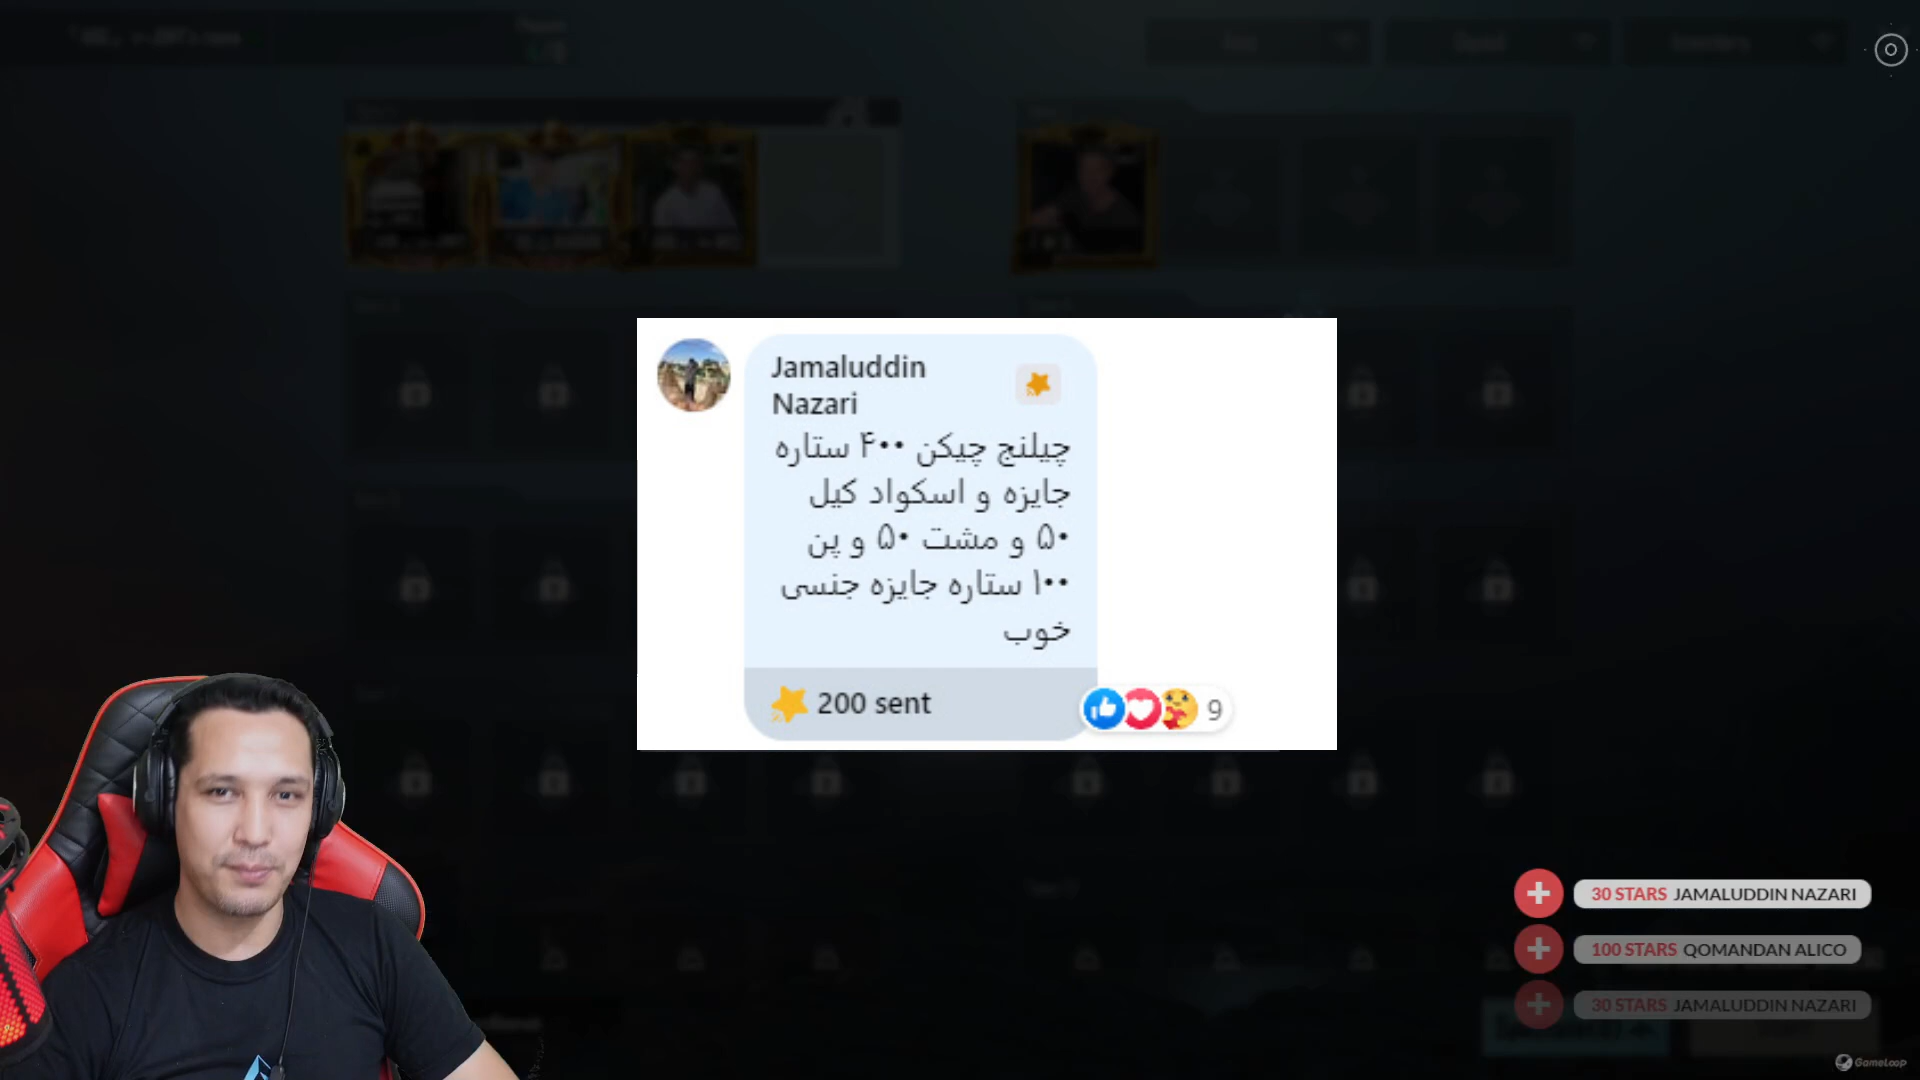 Jamaluddin
Nazari
چیلنج چیکن ۴۰۰ ستاره
جایزه و اسکواد کیل
۵۰ و مشت ۵۰ و پن
۱۰۰ ستاره جایزه جنسی
خوب
200 sent
9
30 STARS JAMALUDDIN NAZARI
100 STARS QOMANDAN ALICO
30 STARS JAMALUDDIN NAZARI
GameLoop